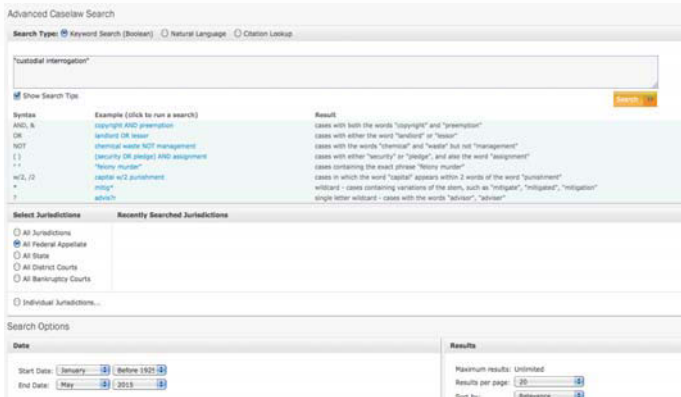 Advanced Caselaw Search
Search Type: Keyword Search (Boolean) Natural Language Citation Lookup
"custodial interrogation"
Show Search Tips
Search
Syntax Example (click to run a search) Result
AND, & copyright AND preemption cases with both the words "copyright" and "preemption"
OR landlord OR lessor cases with either the word "landlord" or "lessor"
NOT chemical waste NOT management cases with the words "chemical" and "waste" but not "management"
( ) (security OR pledge) AND assignment cases with either "security" or "pledge", and also the word "assignment"
" " "felony murder" cases containing the exact phrase "felony murder"
w/2, /2 capital w/2 punishment cases in which the word "capital" appears within 2 words of the word "punishment"
* mitig* wildcard - cases containing variations of the stem, such as "mitigate", "mitigated", "mitigation"
? advis?r single letter wildcard - cases with the words "advisor", "adviser"
Select Jurisdictions Recently Searched Jurisdictions
All Jurisdictions
All Federal Appellate
All State
All District Courts
All Bankruptcy Courts
Individual Jurisdictions...
Search Options
Date Results
Start Date: January Before 1925 Maximum results: Unlimited
End Date: May 2015 Results per page: 20
Sort by: Relevance